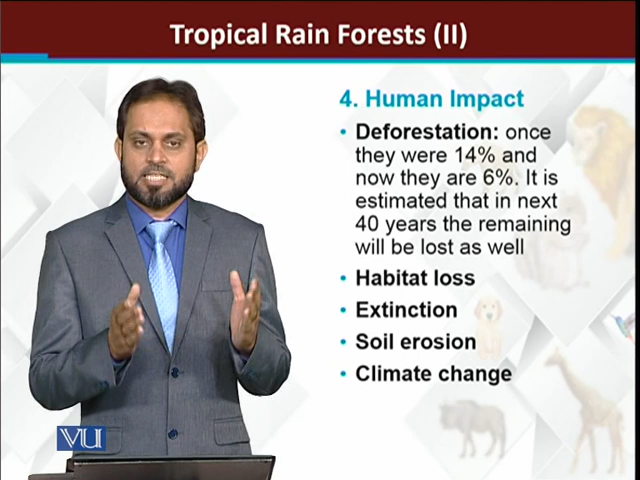 Tropical Rain Forests (II)
4. Human Impact
• Deforestation: once
they were 14% and
now they are 6%. It is
estimated that in next
40 years the remaining
will be lost as well
• Habitat loss
• Extinction
• Soil erosion
• Climate change
VU